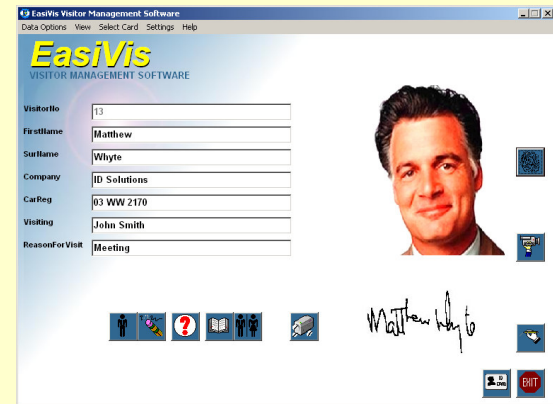 EasiVis Visitor Management Software
Data Options View Select Card Settings Help
EasiVis
VISITOR MANAGEMENT SOFTWARE
VisitorNo 13
FirstName Matthew
SurName Whyte
Company ID Solutions
CarReg 03 WW 2170
Visiting John Smith
ReasonForVisit Meeting
Matthew Whyte
EXIT